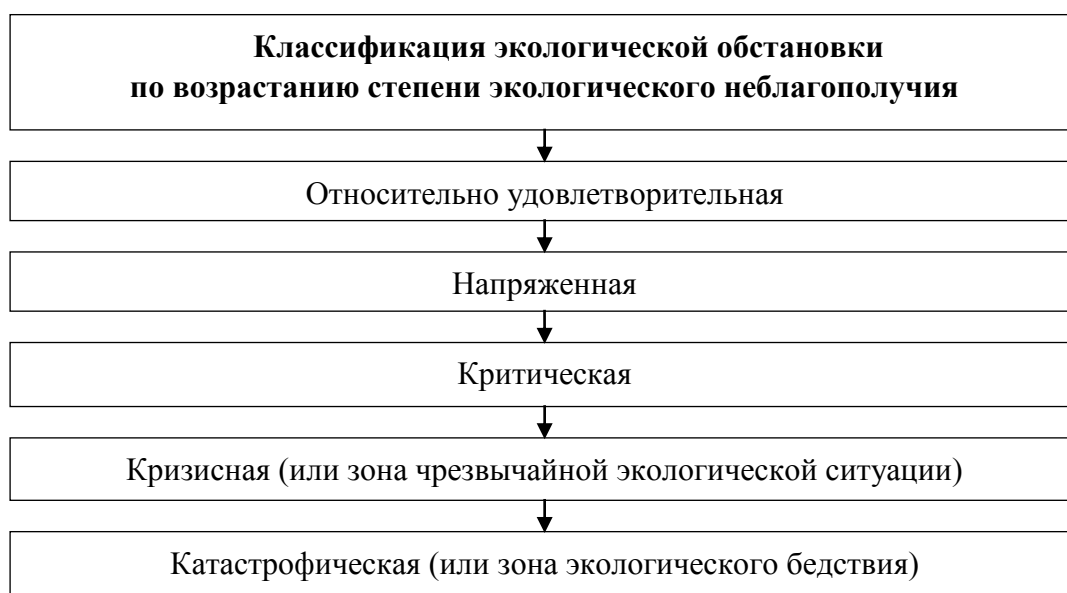 Классификация экологической обстановки
по возрастанию степени экологического неблагополучия
Относительно удовлетворительная
Напряженная
Критическая
Кризисная (или зона чрезвычайной экологической ситуации)
Катастрофическая (или зона экологического бедствия)